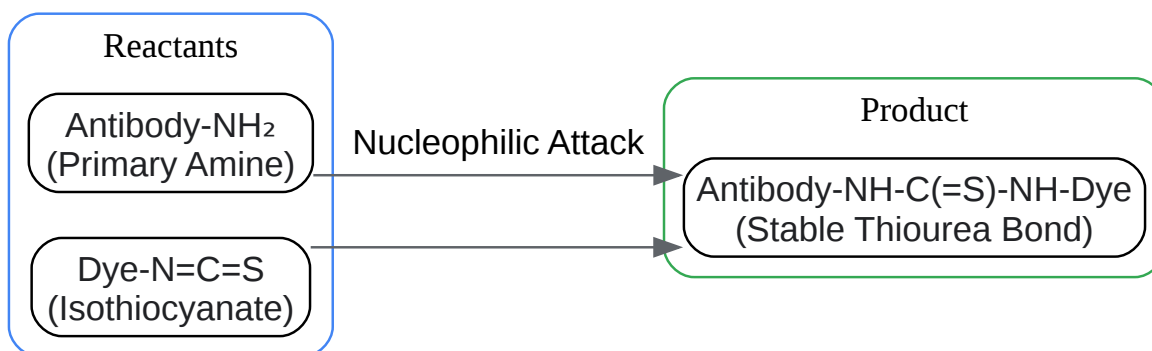 Reactants
Antibody-NH₂
(Primary Amine)
Dye-N=C=S
(Isothiocyanate)
Nucleophilic Attack
Product
Antibody-NH-C(=S)-NH-Dye
(Stable Thiourea Bond)